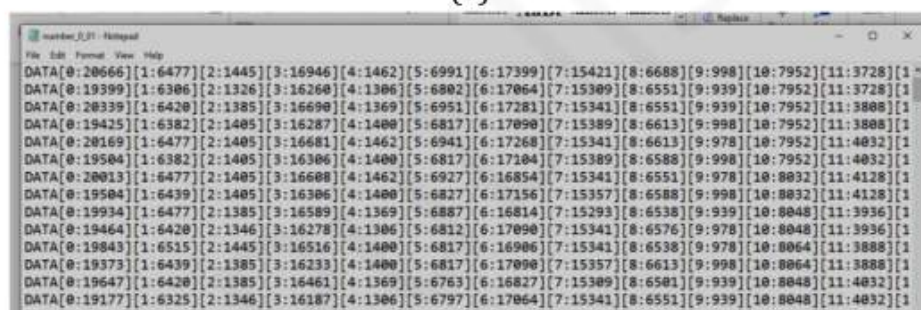 Replace
number_0_01 - Notepad
File Edit Format View Help
DATA[0:20666][1:6477][2:1445][3:16946][4:1462][5:6991][6:17399][7:15421][8:6688][9:998][10:7952][11:3728][1
DATA[0:19399][1:6306][2:1326][3:16260][4:1306][5:6802][6:17064][7:15309][8:6551][9:939][10:7952][11:3728][1
DATA[0:20339][1:6420][2:1385][3:16690][4:1369][5:6951][6:17281][7:15341][8:6551][9:939][10:7952][11:3808][1
DATA[0:19425][1:6382][2:1405][3:16287][4:1400][5:6817][6:17090][7:15389][8:6613][9:998][10:7952][11:3808][1
DATA[0:20169][1:6477][2:1405][3:16681][4:1462][5:6941][6:17268][7:15341][8:6613][9:978][10:7952][11:4032][1
DATA[0:19504][1:6382][2:1405][3:16306][4:1400][5:6817][6:17104][7:15389][8:6588][9:998][10:7952][11:4032][1
DATA[0:20013][1:6477][2:1405][3:16608][4:1462][5:6927][6:16854][7:15341][8:6551][9:978][10:8032][11:4128][1
DATA[0:19504][1:6439][2:1405][3:16306][4:1400][5:6827][6:17156][7:15357][8:6588][9:998][10:8032][11:4128][1
DATA[0:19934][1:6477][2:1385][3:16589][4:1369][5:6887][6:16814][7:15293][8:6538][9:939][10:8048][11:3936][1
DATA[0:19464][1:6420][2:1346][3:16278][4:1306][5:6812][6:17090][7:15341][8:6576][9:978][10:8048][11:3936][1
DATA[0:19843][1:6515][2:1445][3:16516][4:1400][5:6817][6:16906][7:15341][8:6538][9:978][10:8064][11:3888][1
DATA[0:19373][1:6439][2:1385][3:16233][4:1400][5:6817][6:17090][7:15357][8:6613][9:998][10:8064][11:3888][1
DATA[0:19647][1:6420][2:1385][3:16461][4:1369][5:6763][6:16827][7:15309][8:6501][9:939][10:8048][11:4032][1
DATA[0:19177][1:6325][2:1346][3:16187][4:1306][5:6797][6:17064][7:15341][8:6551][9:939][10:8048][11:4032][1